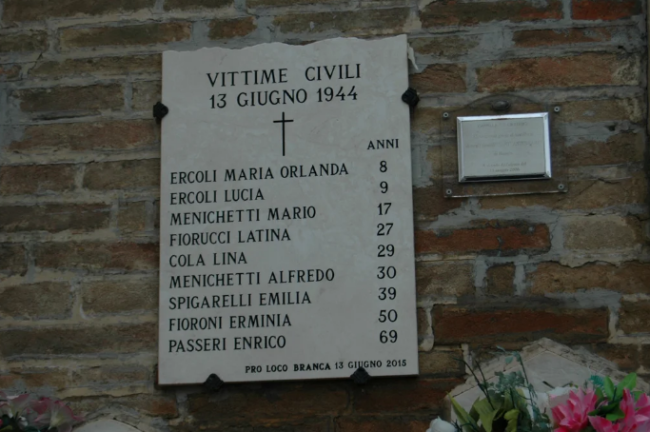 VITTIME CIVILI
13 GIUGNO 1944
ANNI
ERCOLI MARIA ORLANDA 8
ERCOLI LUCIA 9
MENICHETTI MARIO 17
FIORUCCI LATINA 27
COLA LINA 29
MENICHETTI ALFREDO 30
SPIGARELLI EMILIA 39
FIORONI ERMINIA 50
PASSERI ENRICO 69
PRO LOCO BRANCA 13 GIUGNO 2015